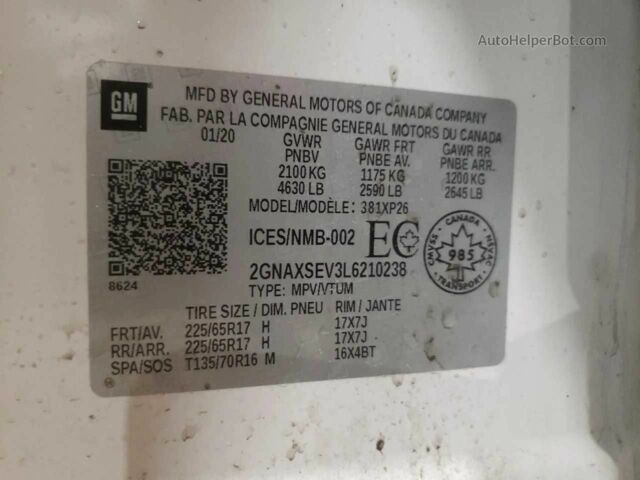 AutoHelperBot.com
GM
MFD BY GENERAL MOTORS OF CANADA COMPANY
FAB. PAR LA COMPAGNIE GENERAL MOTORS DU CANADA
01/20 GVWR GAWR FRT GAWR RR
PNBV PNBE AV. PNBE ARR.
2100 KG 1175 KG 1200 KG
4630 LB 2590 LB 2645 LB
MODEL/MODÈLE: 381XP26
ICES/NMB-002 EC
CANADA
CMVSS NSVAC
985
TRANSPORT
2GNAXSEV3L6210238
8624
TYPE: MPV/VTUM
TIRE SIZE / DIM. PNEU RIM / JANTE
FRT/AV. 225/65R17 H 17X7J
RR/ARR. 225/65R17 H 17X7J
SPA/SOS T135/70R16 M 16X4BT